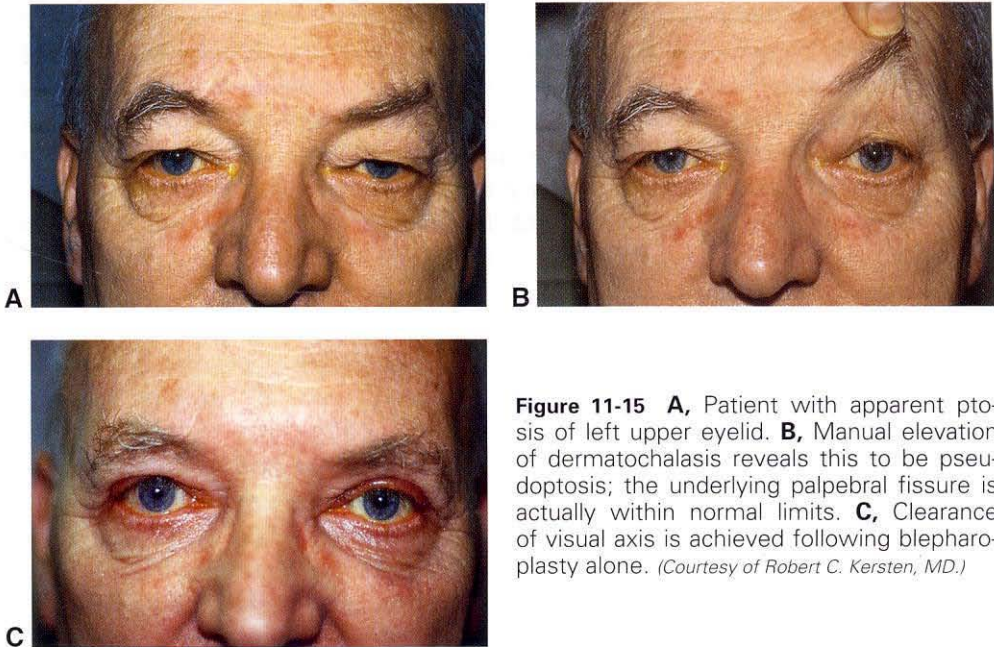 A
B
Figure 11-15 A, Patient with apparent pto-
sis of left upper eyelid. B, Manual elevation
of dermatochalasis reveals this to be pseu-
doptosis; the underlying palpebral fissure is
actually within normal limits. C, Clearance
of visual axis is achieved following blepharo-
plasty alone. (Courtesy of Robert C. Kersten, MD.)
C